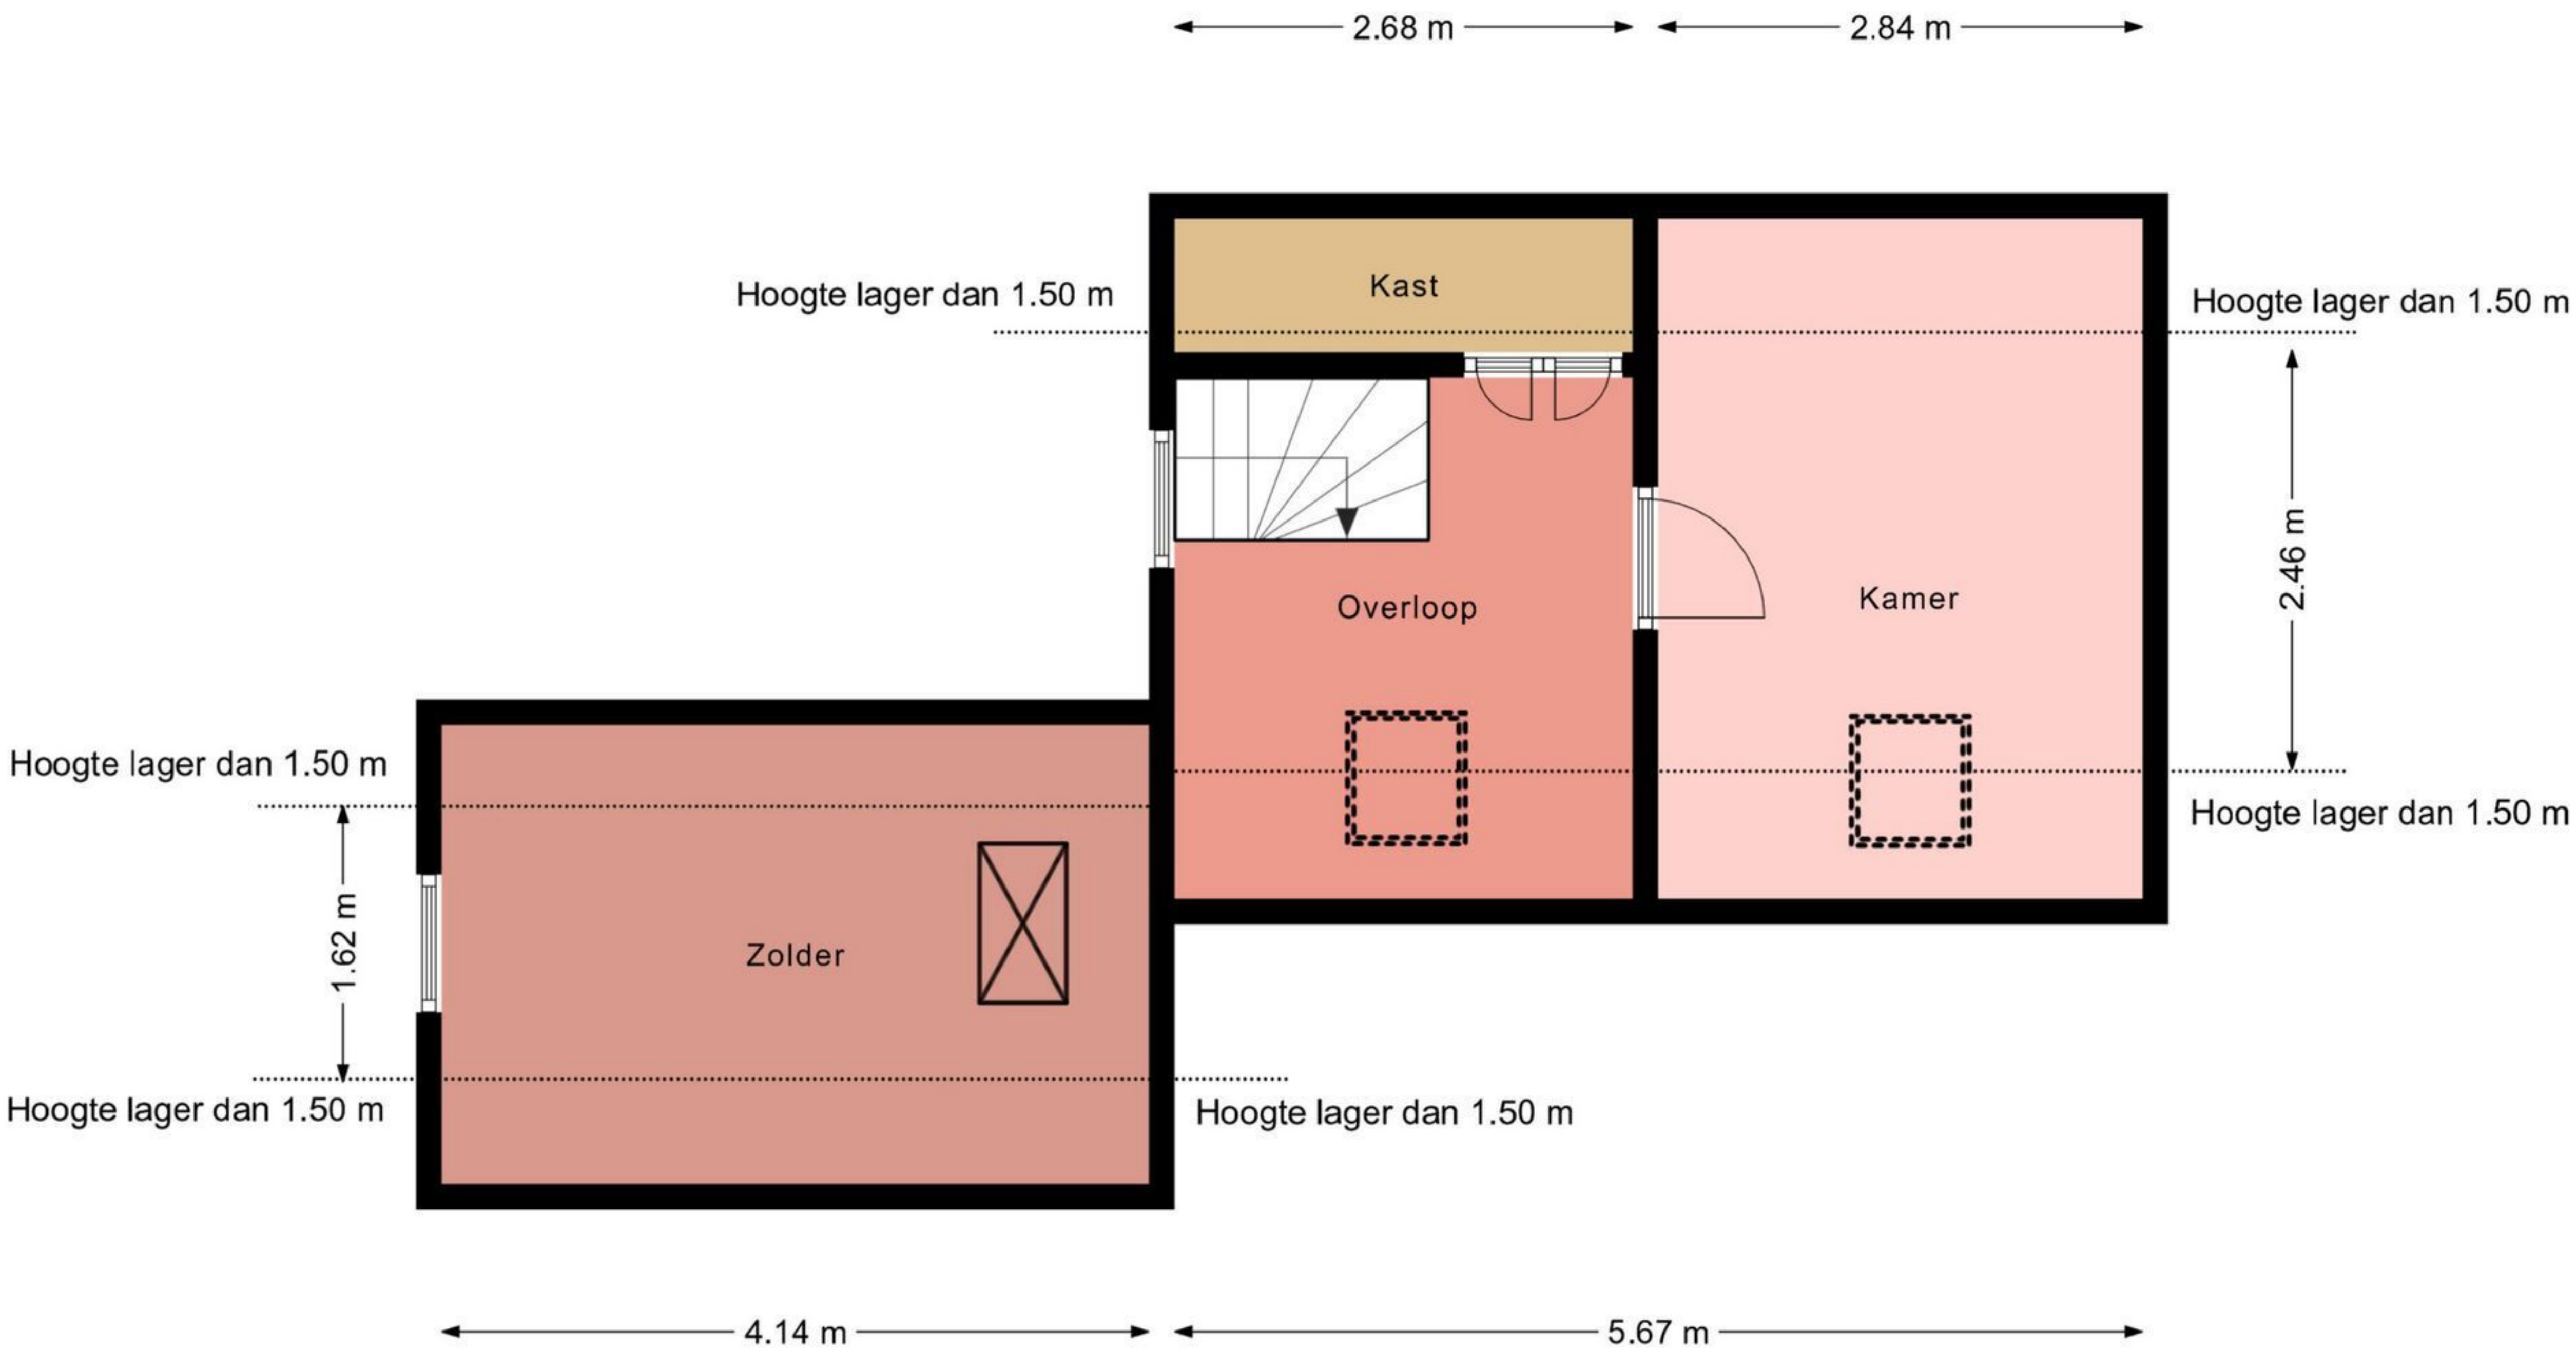 2.68 m
2.84 m
Kast
Hoogte lager dan 1.50 m
Hoogte lager dan 1.50 m
2.46 m
Overloop
Kamer
Hoogte lager dan 1.50 m
Hoogte lager dan 1.50 m
1.62 m
Zolder
Hoogte lager dan 1.50 m
Hoogte lager dan 1.50 m
4.14 m
5.67 m